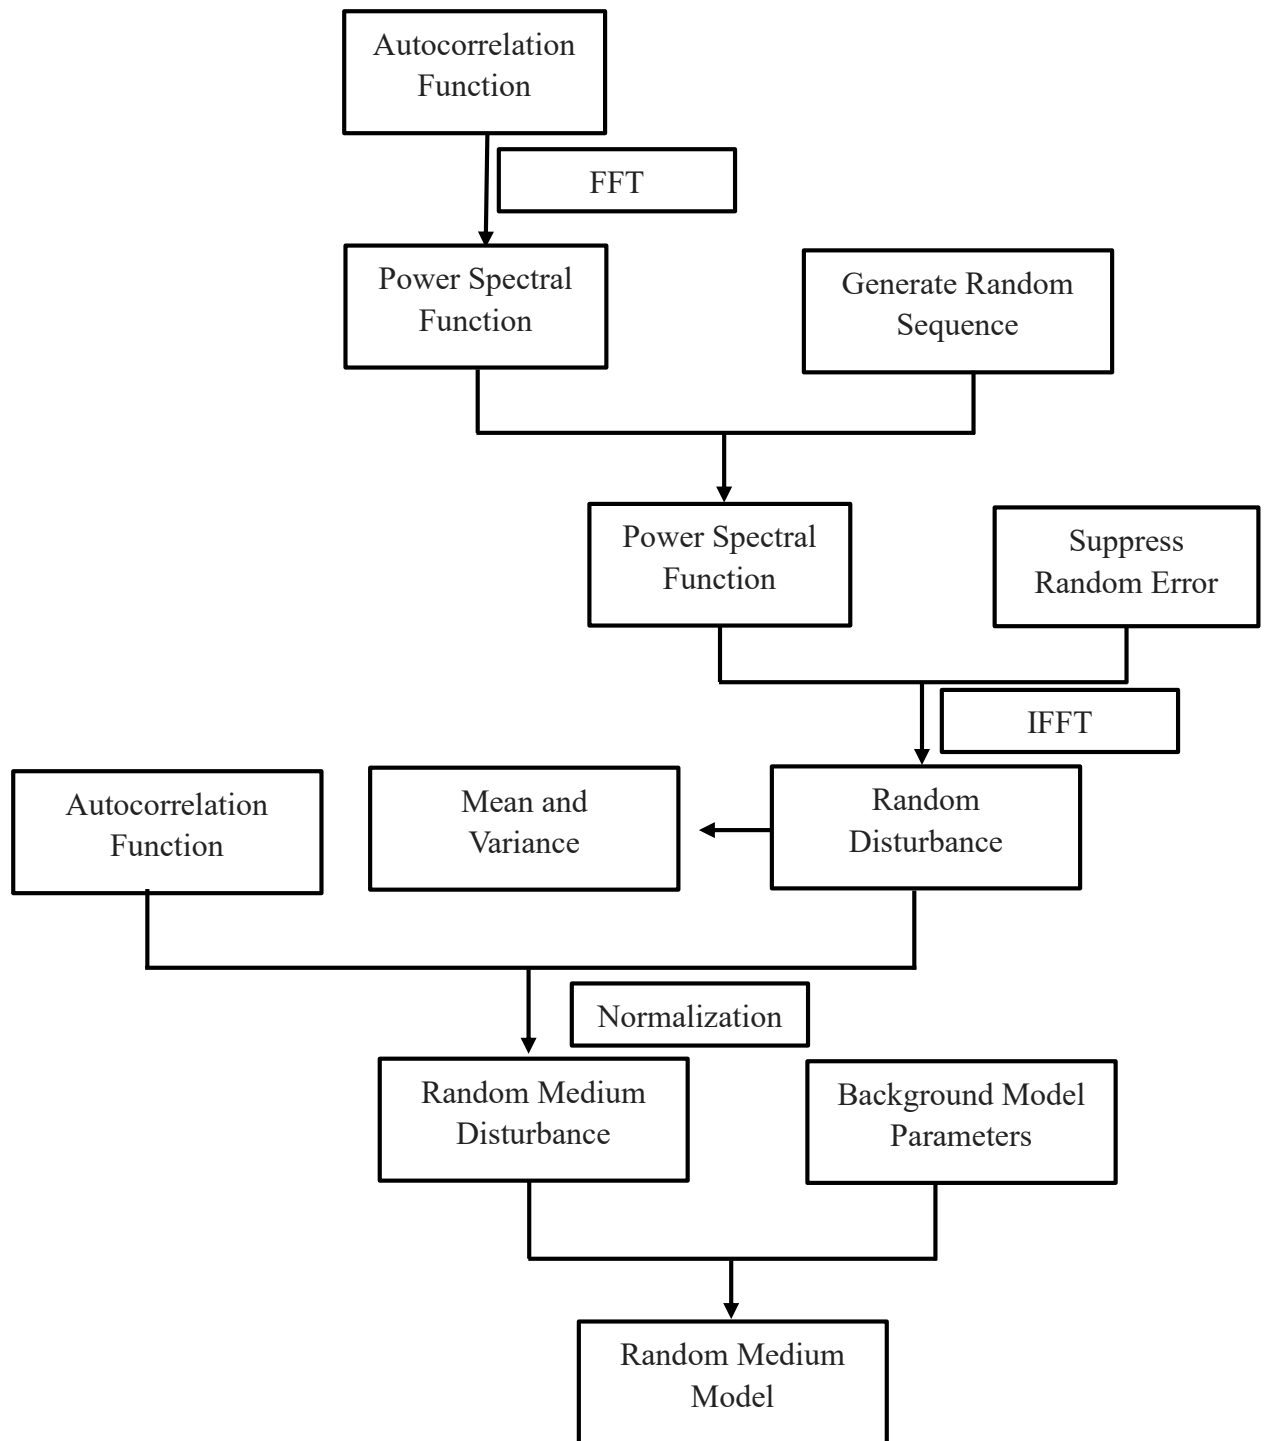 Autocorrelation
Function
FFT
Power Spectral
Function
Generate Random
Sequence
Power Spectral
Function
Suppress
Random Error
IFFT
Autocorrelation
Function
Mean and
Variance
Random
Disturbance
Normalization
Random Medium
Disturbance
Background Model
Parameters
Random Medium
Model